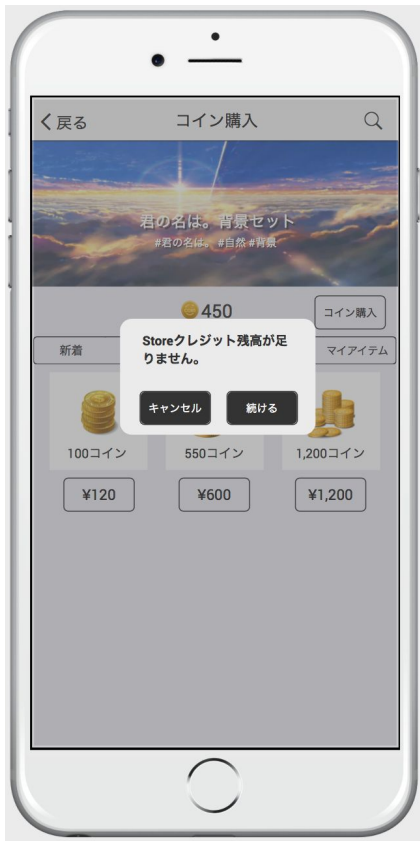 戻る
コイン購入
君の名は。背景セット
#君の名は。 #自然 #背景
450
コイン購入
新着
マイアイテム
Storeクレジット残高が足
りません。
キャンセル
続ける
100コイン
550コイン
1,200コイン
¥120
¥600
¥1,200